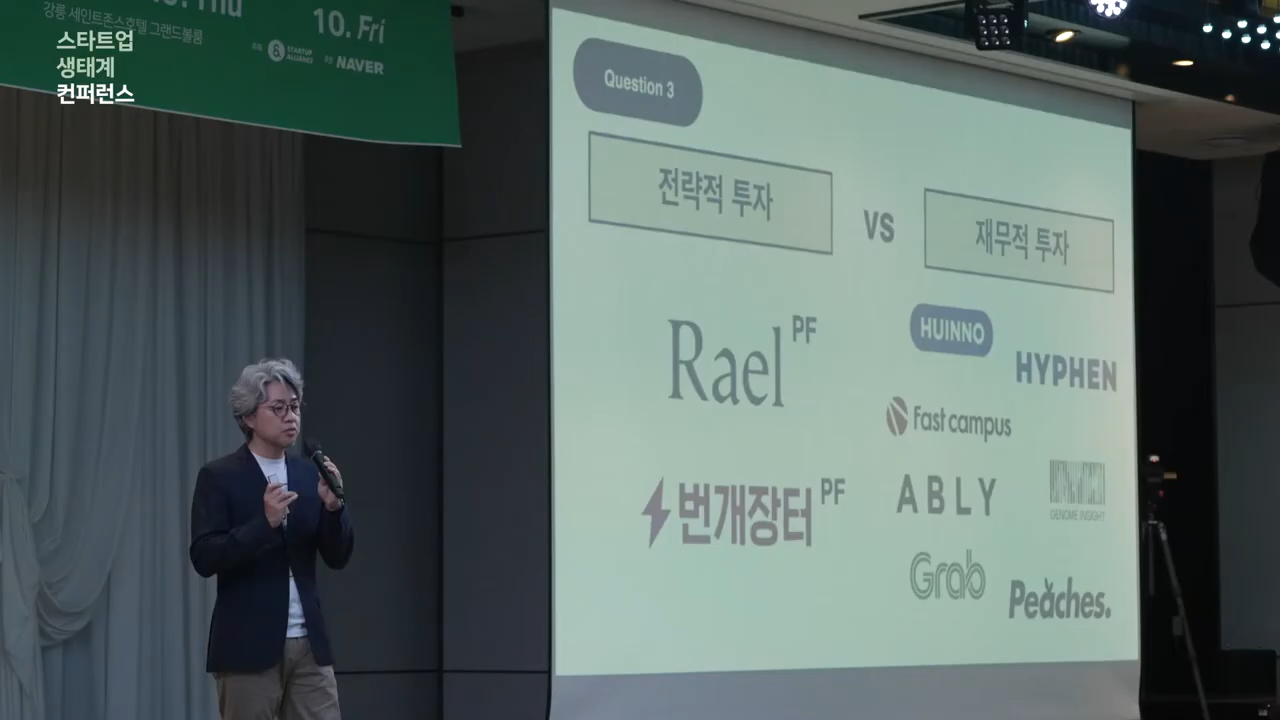 Thu
10. Fri
강릉 세인트존스호텔 그랜드볼룸
주최
STARTUP
ALLIANCE
NAVER
스타트업
생태계
컨퍼런스
Question 3
전략적 투자
VS
재무적 투자
Rael PF
HUINNO
HYPHEN
Fast campus
번개장터 PF
ABLY
GENOME INSIGHT
Grab
Peaches.